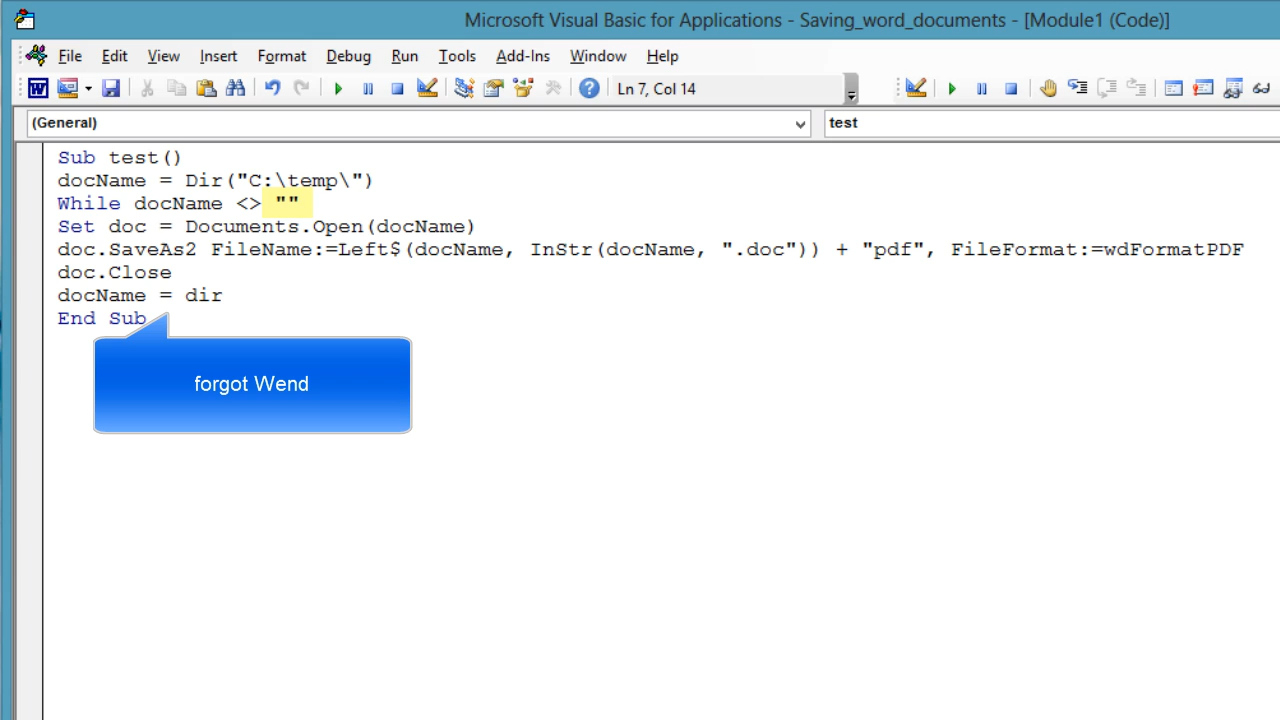 Microsoft Visual Basic for Applications - Saving_word_documents - [Module1 (Code)]
File Edit View Insert Format Debug Run Tools Add-Ins Window Help
Ln 7, Col 14
(General) test
Sub test()
docName = Dir("C:\temp\")
While docName <> ""
Set doc = Documents.Open(docName)
doc.SaveAs2 FileName:=Left$(docName, InStr(docName, ".doc")) + "pdf", FileFormat:=wdFormatPDF
doc.Close
docName = dir
End Sub
forgot Wend